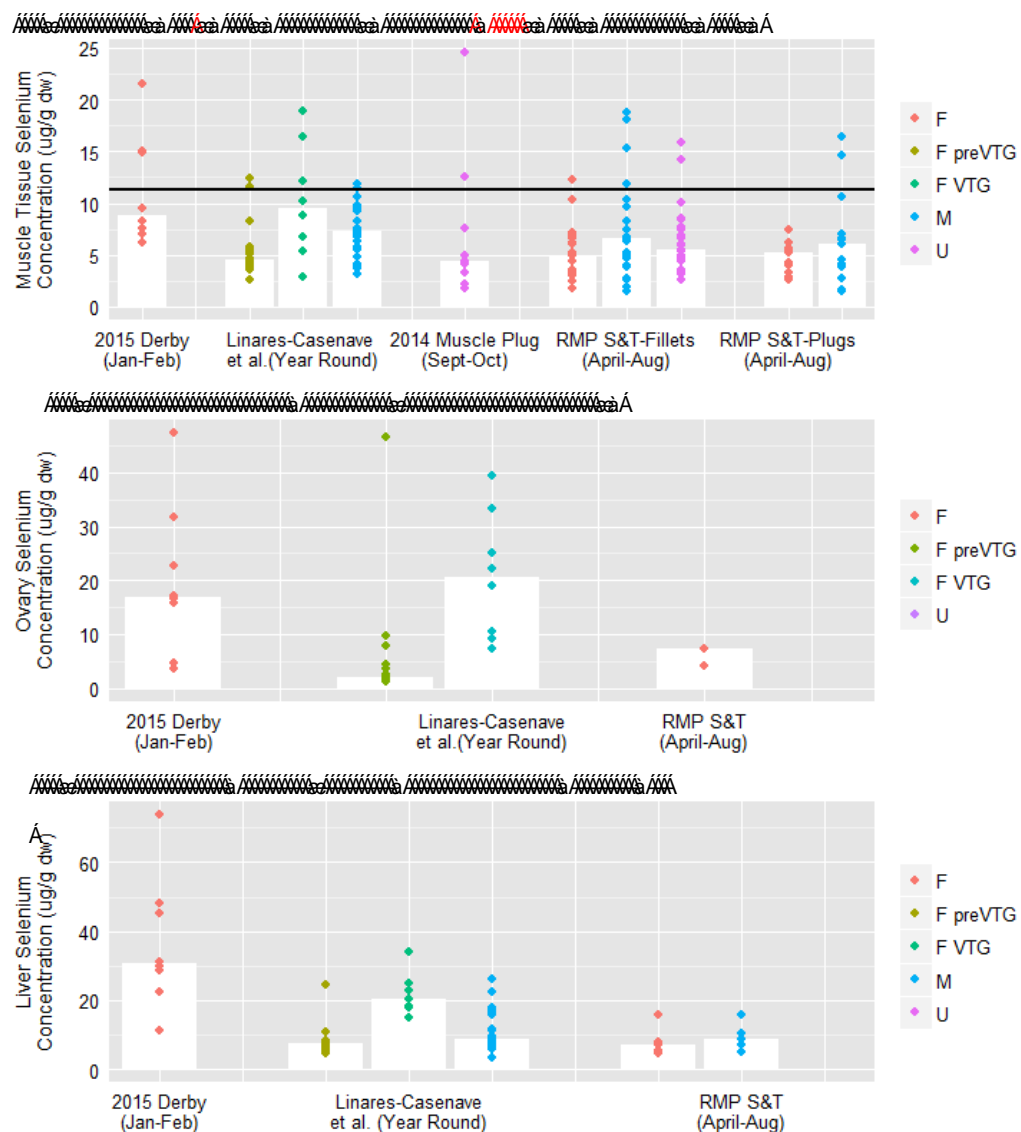 Muscle Tissue Selenium
Concentration (ug/g dw)
25
20
15
10
5
0
2015 Derby
(Jan-Feb)
Linares-Casenave
et al.(Year Round)
2014 Muscle Plug
(Sept-Oct)
RMP S&T-Fillets
(April-Aug)
RMP S&T-Plugs
(April-Aug)
F
F preVTG
F VTG
M
U
Ovary Selenium
Concentration (ug/g dw)
40
30
20
10
0
2015 Derby
(Jan-Feb)
Linares-Casenave
et al.(Year Round)
RMP S&T
(April-Aug)
F
F preVTG
F VTG
U
Liver Selenium
Concentration (ug/g dw)
60
40
20
0
2015 Derby
(Jan-Feb)
Linares-Casenave
et al. (Year Round)
RMP S&T
(April-Aug)
F
F preVTG
F VTG
M
U